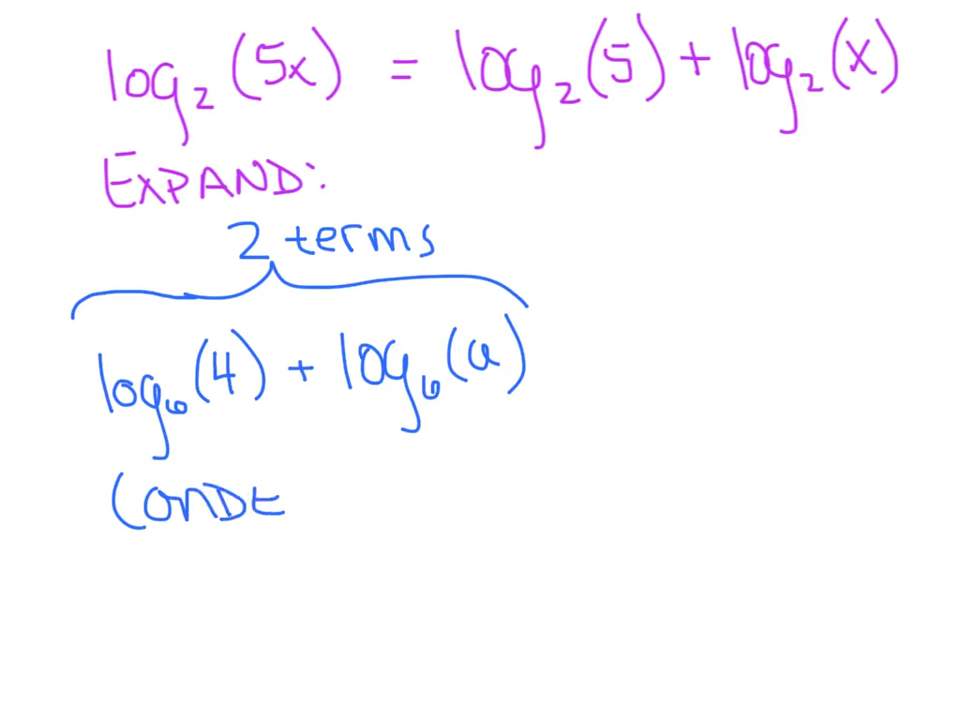 log₂(5x) = log₂(5) + log₂(x)
EXPAND:
2 terms
log₆(4) + log₆(a)
CONDE